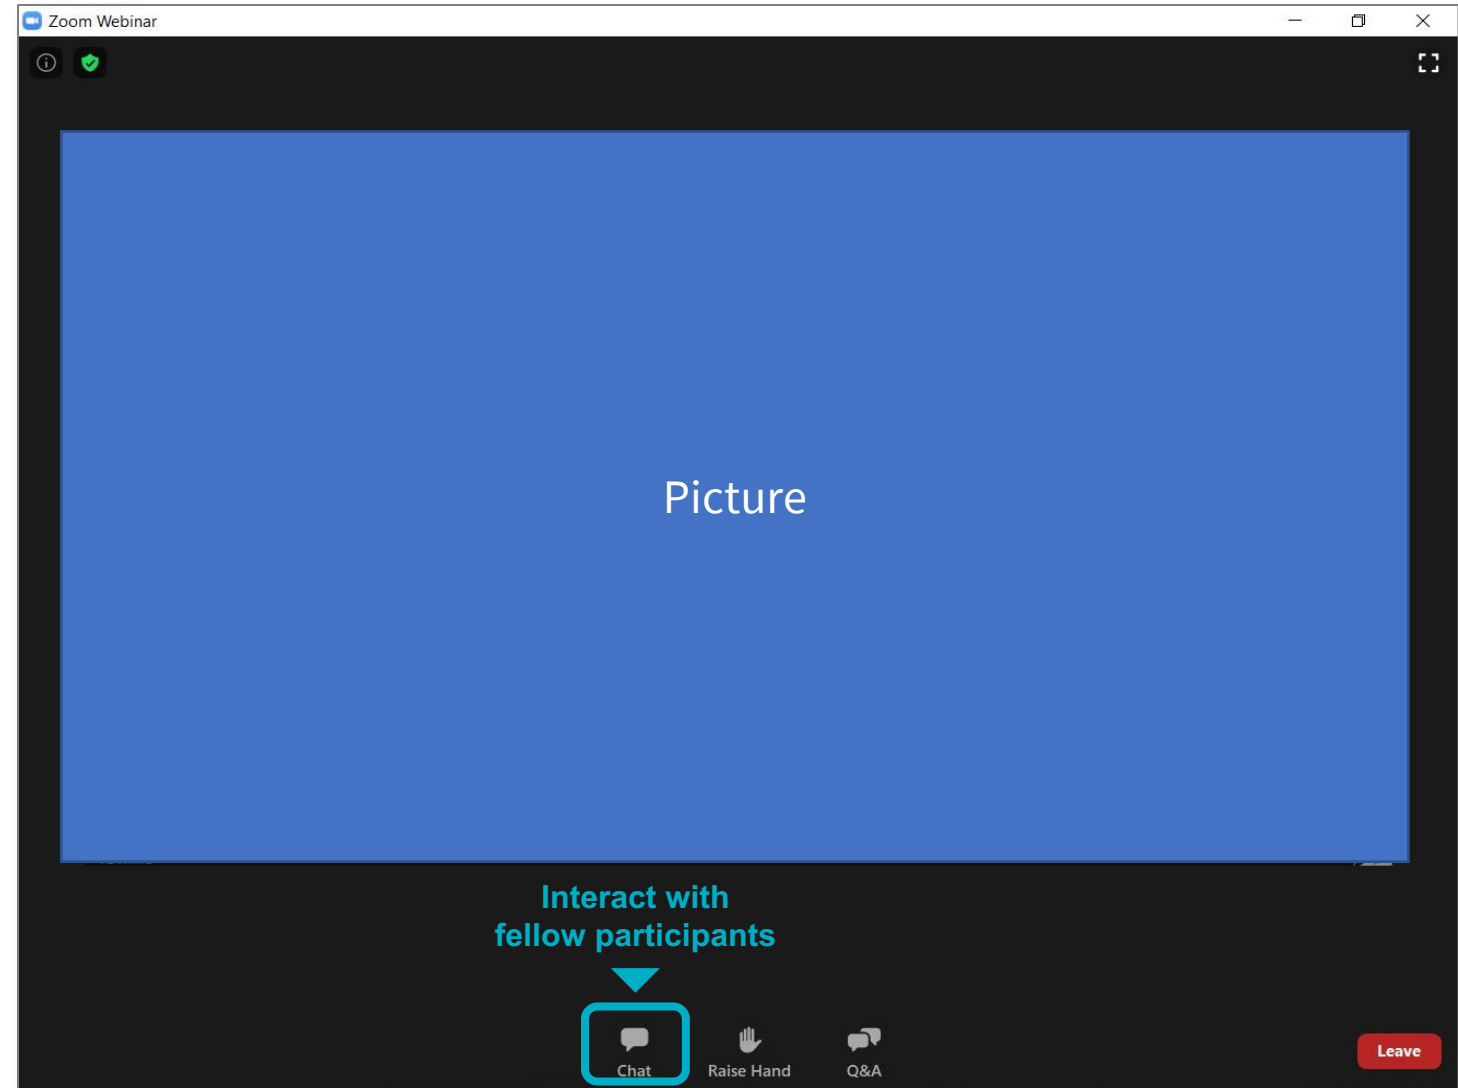 Zoom Webinar
Picture
Interact with
fellow participants
Chat
Raise Hand
Q&A
Leave